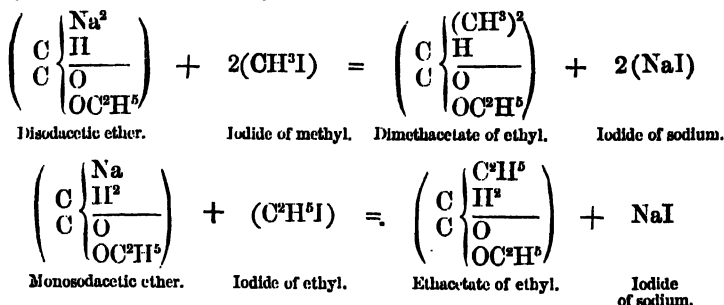 Na² (CH³)²
C H + 2(CH³I) = C H + 2(NaI)
C O C O
OC²H⁵ OC²H⁵
Disodacetic ether. Iodide of methyl. Dimethacetate of ethyl. Iodide of sodium.
Na C²H⁵
C H² + (C²H⁵I) = C H² + NaI
C O C O
OC²H⁵ OC²H⁵
Monosodacetic ether. Iodide of ethyl. Ethacetate of ethyl. Iodide
of sodium.